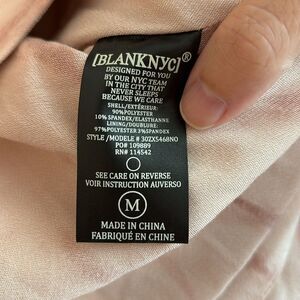 [BLANKNYC]®
DESIGNED FOR YOU
BY OUR NYC TEAM
IN THE CITY THAT
NEVER SLEEPS
BECAUSE WE CARE
SHELL/EXTÉRIEUR:
90%POLYESTER
10% SPANDEX/ELASTHANNE
LINING/DOUBLURE:
97%POLYESTER 3%SPANDEX
STYLE/MODELE # 30ZX5468NO
PO# 109889
RN# 114542
SEE CARE ON REVERSE
VOIR INSTRUCTION AUVERSO
M
MADE IN CHINA
FABRIQUÉ EN CHINE